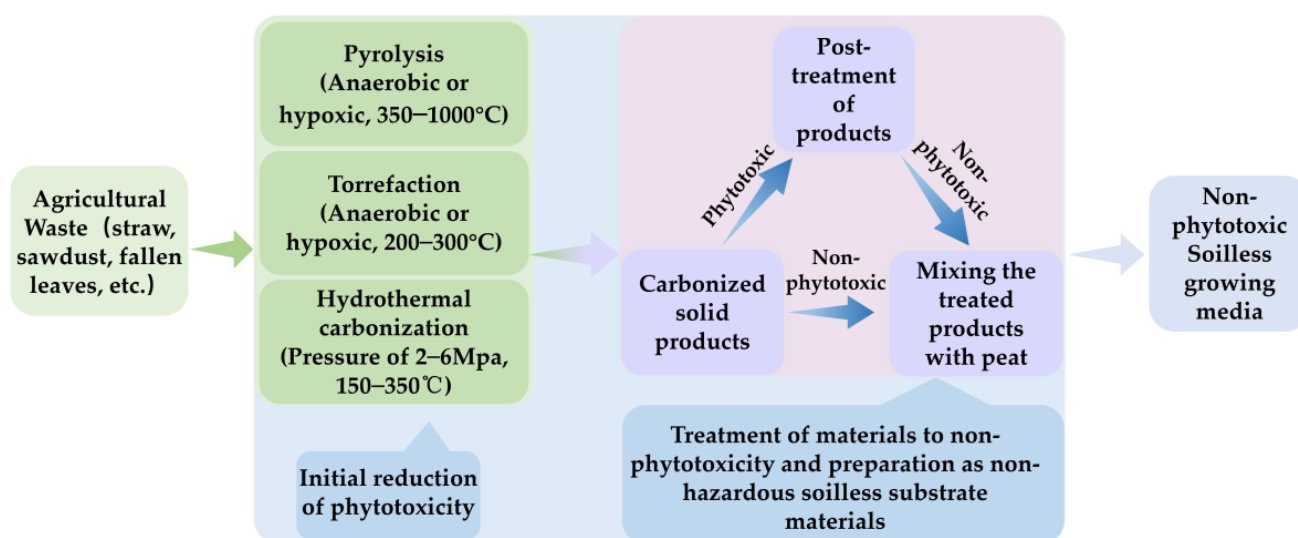 Agricultural
Waste（straw,
sawdust, fallen
leaves, etc.）
Pyrolysis
(Anaerobic or
hypoxic, 350–1000°C)
Torrefaction
(Anaerobic or
hypoxic, 200–300°C)
Hydrothermal
carbonization
(Pressure of 2–6Mpa,
150–350℃)
Initial reduction
of phytotoxicity
Carbonized
solid
products
Phytotoxic
Post-
treatment
of
products
Non-
phytotoxic
Non-
phytotoxic
Mixing the
treated
products
with peat
Treatment of materials to non-
phytotoxicity and preparation as non-
hazardous soilless substrate
materials
Non-
phytotoxic
Soilless
growing
media